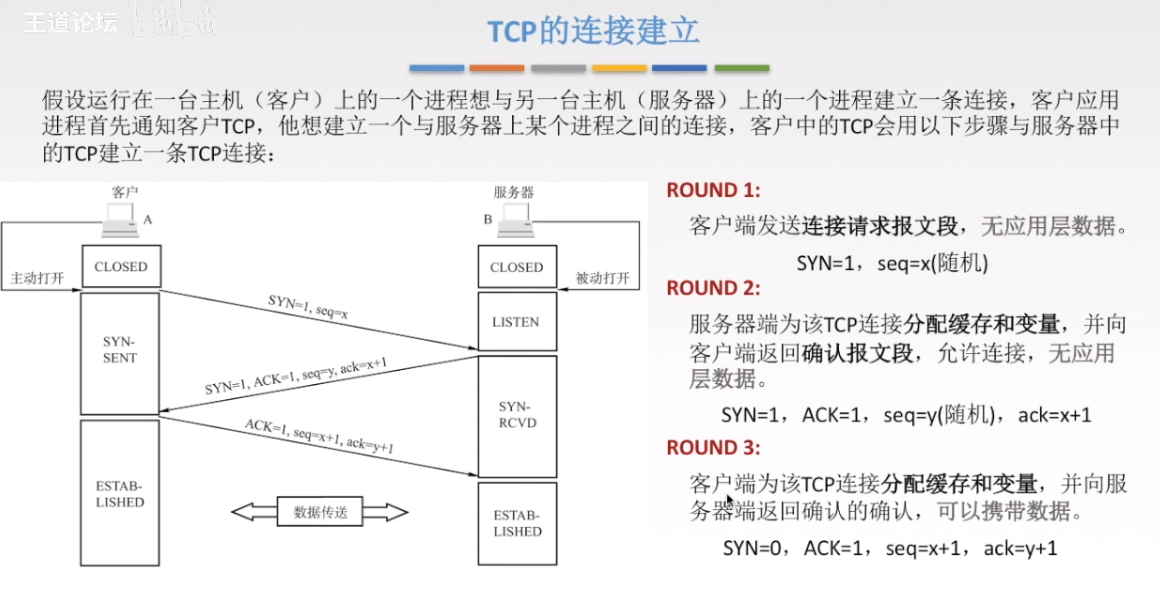 王道论坛 bilibili
TCP的连接建立
假设运行在一台主机（客户）上的一个进程想与另一台主机（服务器）上的一个进程建立一条连接，客户应用
进程首先通知客户TCP，他想建立一个与服务器上某个进程之间的连接，客户中的TCP会用以下步骤与服务器中
的TCP建立一条TCP连接：
客户
A
主动打开
CLOSED
SYN-
SENT
ESTAB-
LISHED
SYN=1, seq=x
SYN=1, ACK=1, seq=y, ack=x+1
ACK=1, seq=x+1, ack=y+1
数据传送
服务器
B
被动打开
CLOSED
LISTEN
SYN-
RCVD
ESTAB-
LISHED
ROUND 1:
客户端发送连接请求报文段，无应用层数据。
SYN=1，seq=x(随机)
ROUND 2:
服务器端为该TCP连接分配缓存和变量，并向
客户端返回确认报文段，允许连接，无应用
层数据。
SYN=1，ACK=1，seq=y(随机)，ack=x+1
ROUND 3:
客户端为该TCP连接分配缓存和变量，并向服
务器端返回确认的确认，可以携带数据。
SYN=0，ACK=1，seq=x+1，ack=y+1